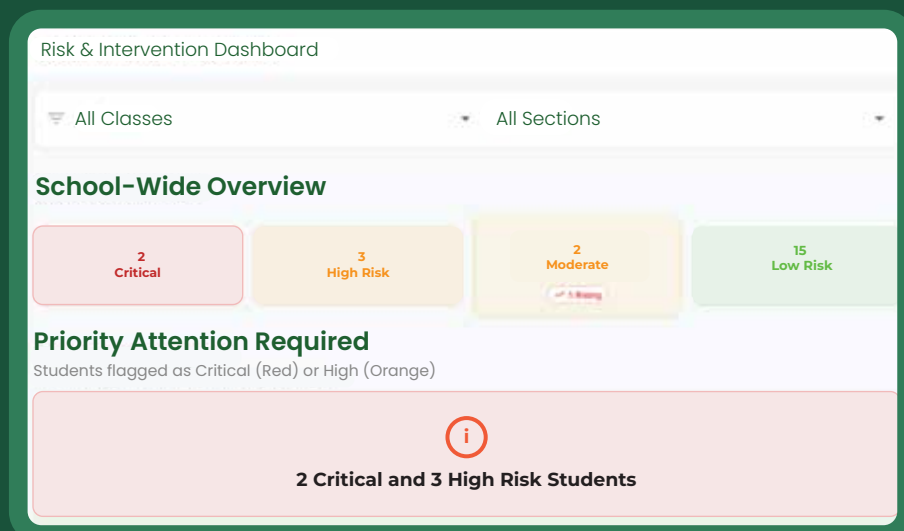 Risk & Intervention Dashboard
All Classes
All Sections
School-Wide Overview
2
Critical
3
High Risk
2
Moderate
15
Low Risk
Priority Attention Required
Students flagged as Critical (Red) or High (Orange)
i
2 Critical and 3 High Risk Students